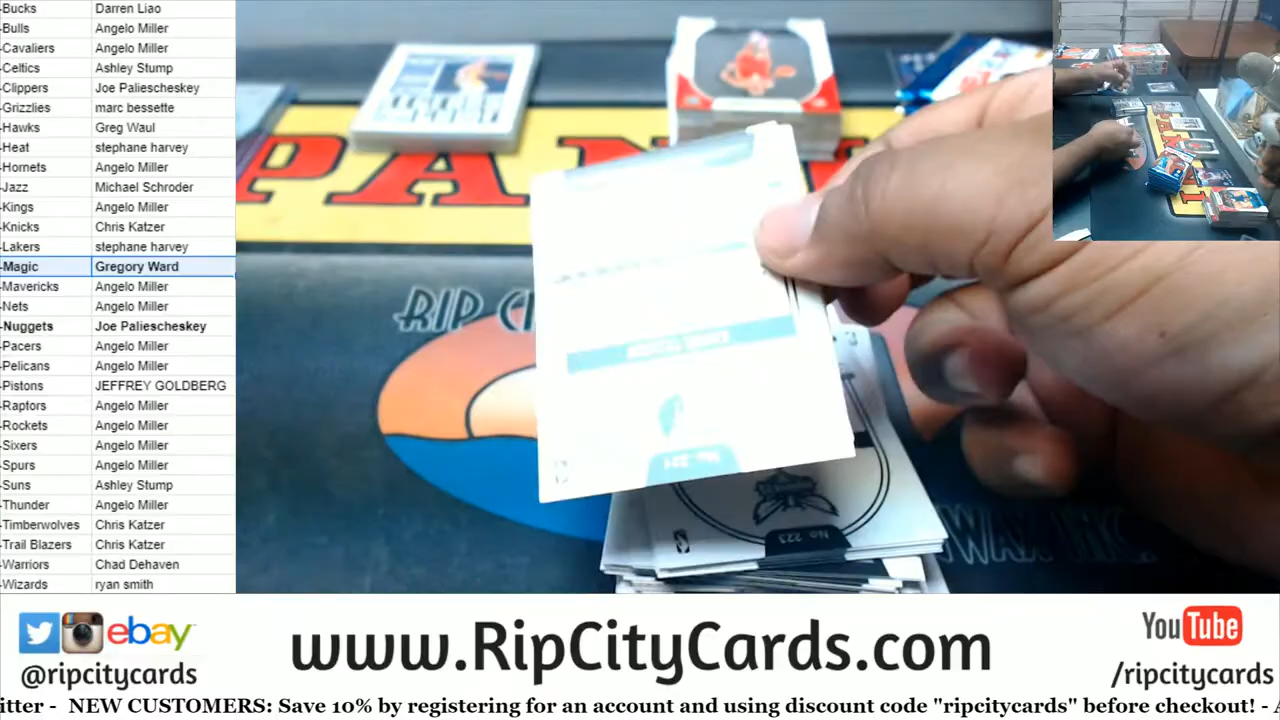 -Bucks Darren Liao
-Bulls Angelo Miller
-Cavaliers Angelo Miller
-Celtics Ashley Stump
-Clippers Joe Paliescheskey
-Grizzlies marc bessette
-Hawks Greg Waul
-Heat stephane harvey
-Hornets Angelo Miller
-Jazz Michael Schroder
-Kings Angelo Miller
-Knicks Chris Katzer
-Lakers stephane harvey
-Magic Gregory Ward
-Mavericks Angelo Miller
-Nets Angelo Miller
-Nuggets Joe Paliescheskey
-Pacers Angelo Miller
-Pelicans Angelo Miller
-Pistons JEFFREY GOLDBERG
-Raptors Angelo Miller
-Rockets Angelo Miller
-Sixers Angelo Miller
-Spurs Angelo Miller
-Suns Ashley Stump
-Thunder Angelo Miller
-Timberwolves Chris Katzer
-Trail Blazers Chris Katzer
-Warriors Chad Dehaven
-Wizards ryan smith
PANI
RIP CI
WAX INC.
No. 223
ebay
@ripcitycards
www.RipCityCards.com
YouTube
/ripcitycards
itter - NEW CUSTOMERS: Save 10% by registering for an account and using discount code "ripcitycards" before checkout! - A